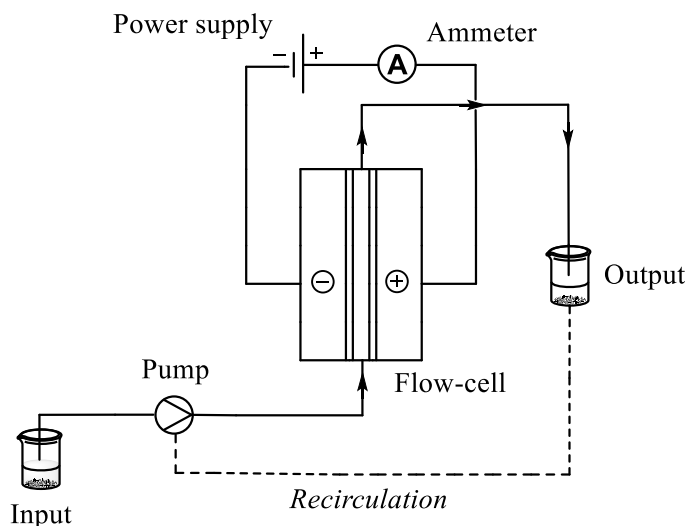 Power supply
Ammeter
− +
A
− +
Output
Pump
Flow-cell
Recirculation
Input